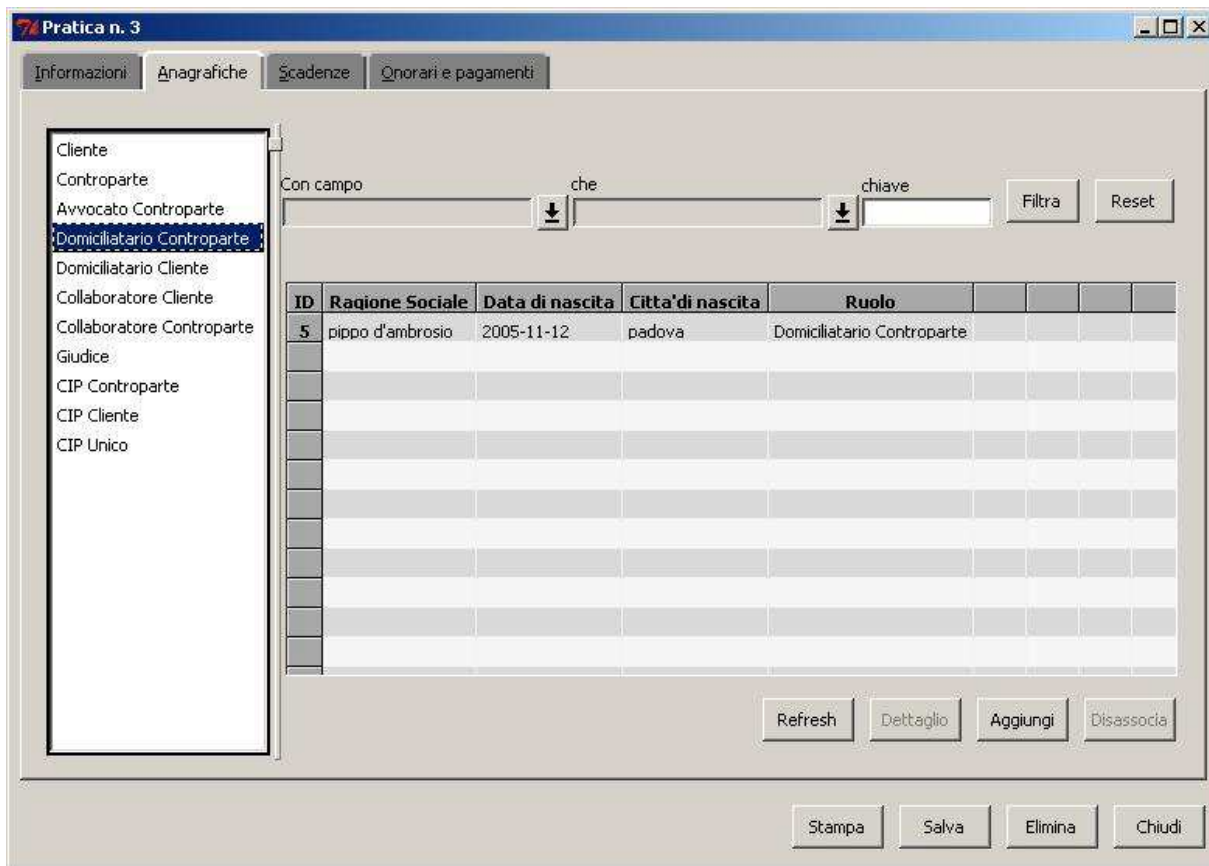 Pratica n. 3
Informazioni Anagrafiche Scadenze Onorari e pagamenti
Cliente
Controparte
Avvocato Controparte
Domiciliatario Controparte
Domiciliatario Cliente
Collaboratore Cliente
Collaboratore Controparte
Giudice
CIP Controparte
CIP Cliente
CIP Unico
Con campo che chiave Filtra Reset
ID Ragione Sociale Data di nascita Citta'di nascita Ruolo
5 pippo d'ambrosio 2005-11-12 padova Domiciliatario Controparte
Refresh Dettaglio Aggiungi Disassocia
Stampa Salva Elimina Chiudi